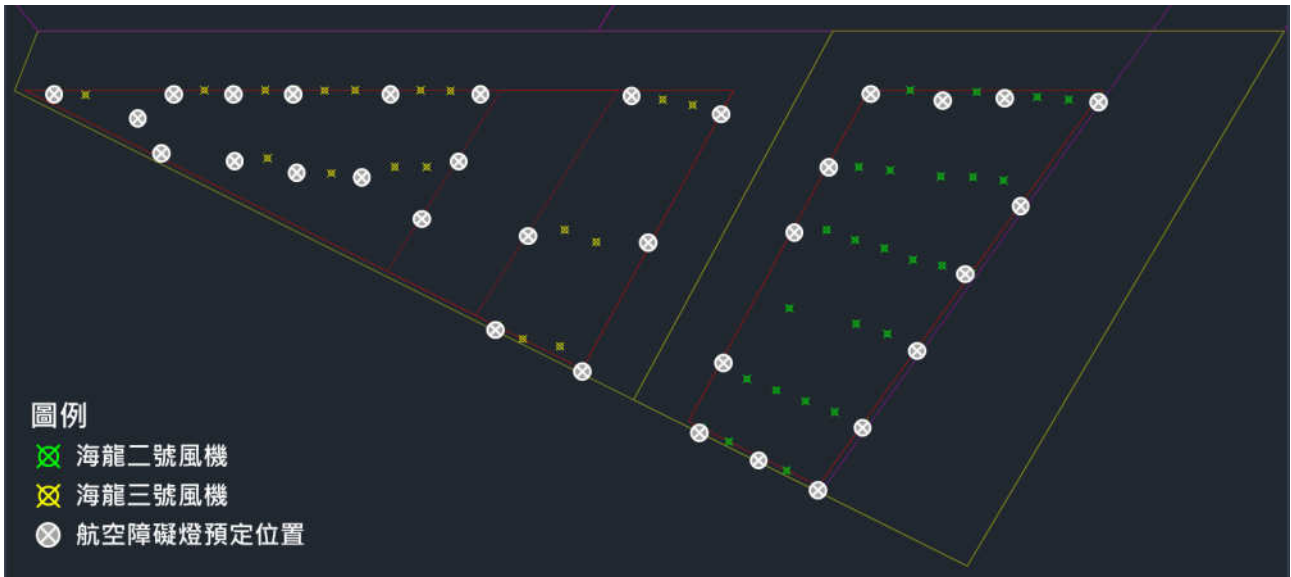 圖例
海龍二號風機
海龍三號風機
航空障礙燈預定位置